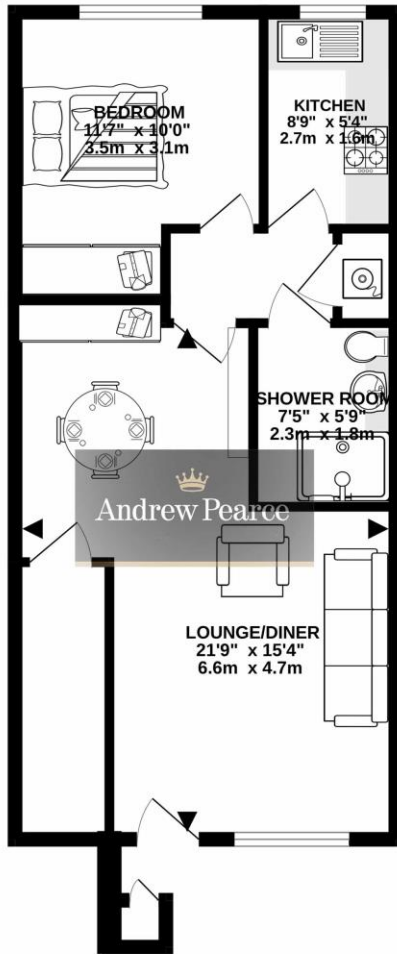 BEDROOM
11'7" x 10'0"
3.5m x 3.1m
KITCHEN
8'9" x 5'4"
2.7m x 1.6m
SHOWER ROOM
7'5" x 5'9"
2.3m x 1.8m
Andrew Pearce
LOUNGE/DINER
21'9" x 15'4"
6.6m x 4.7m